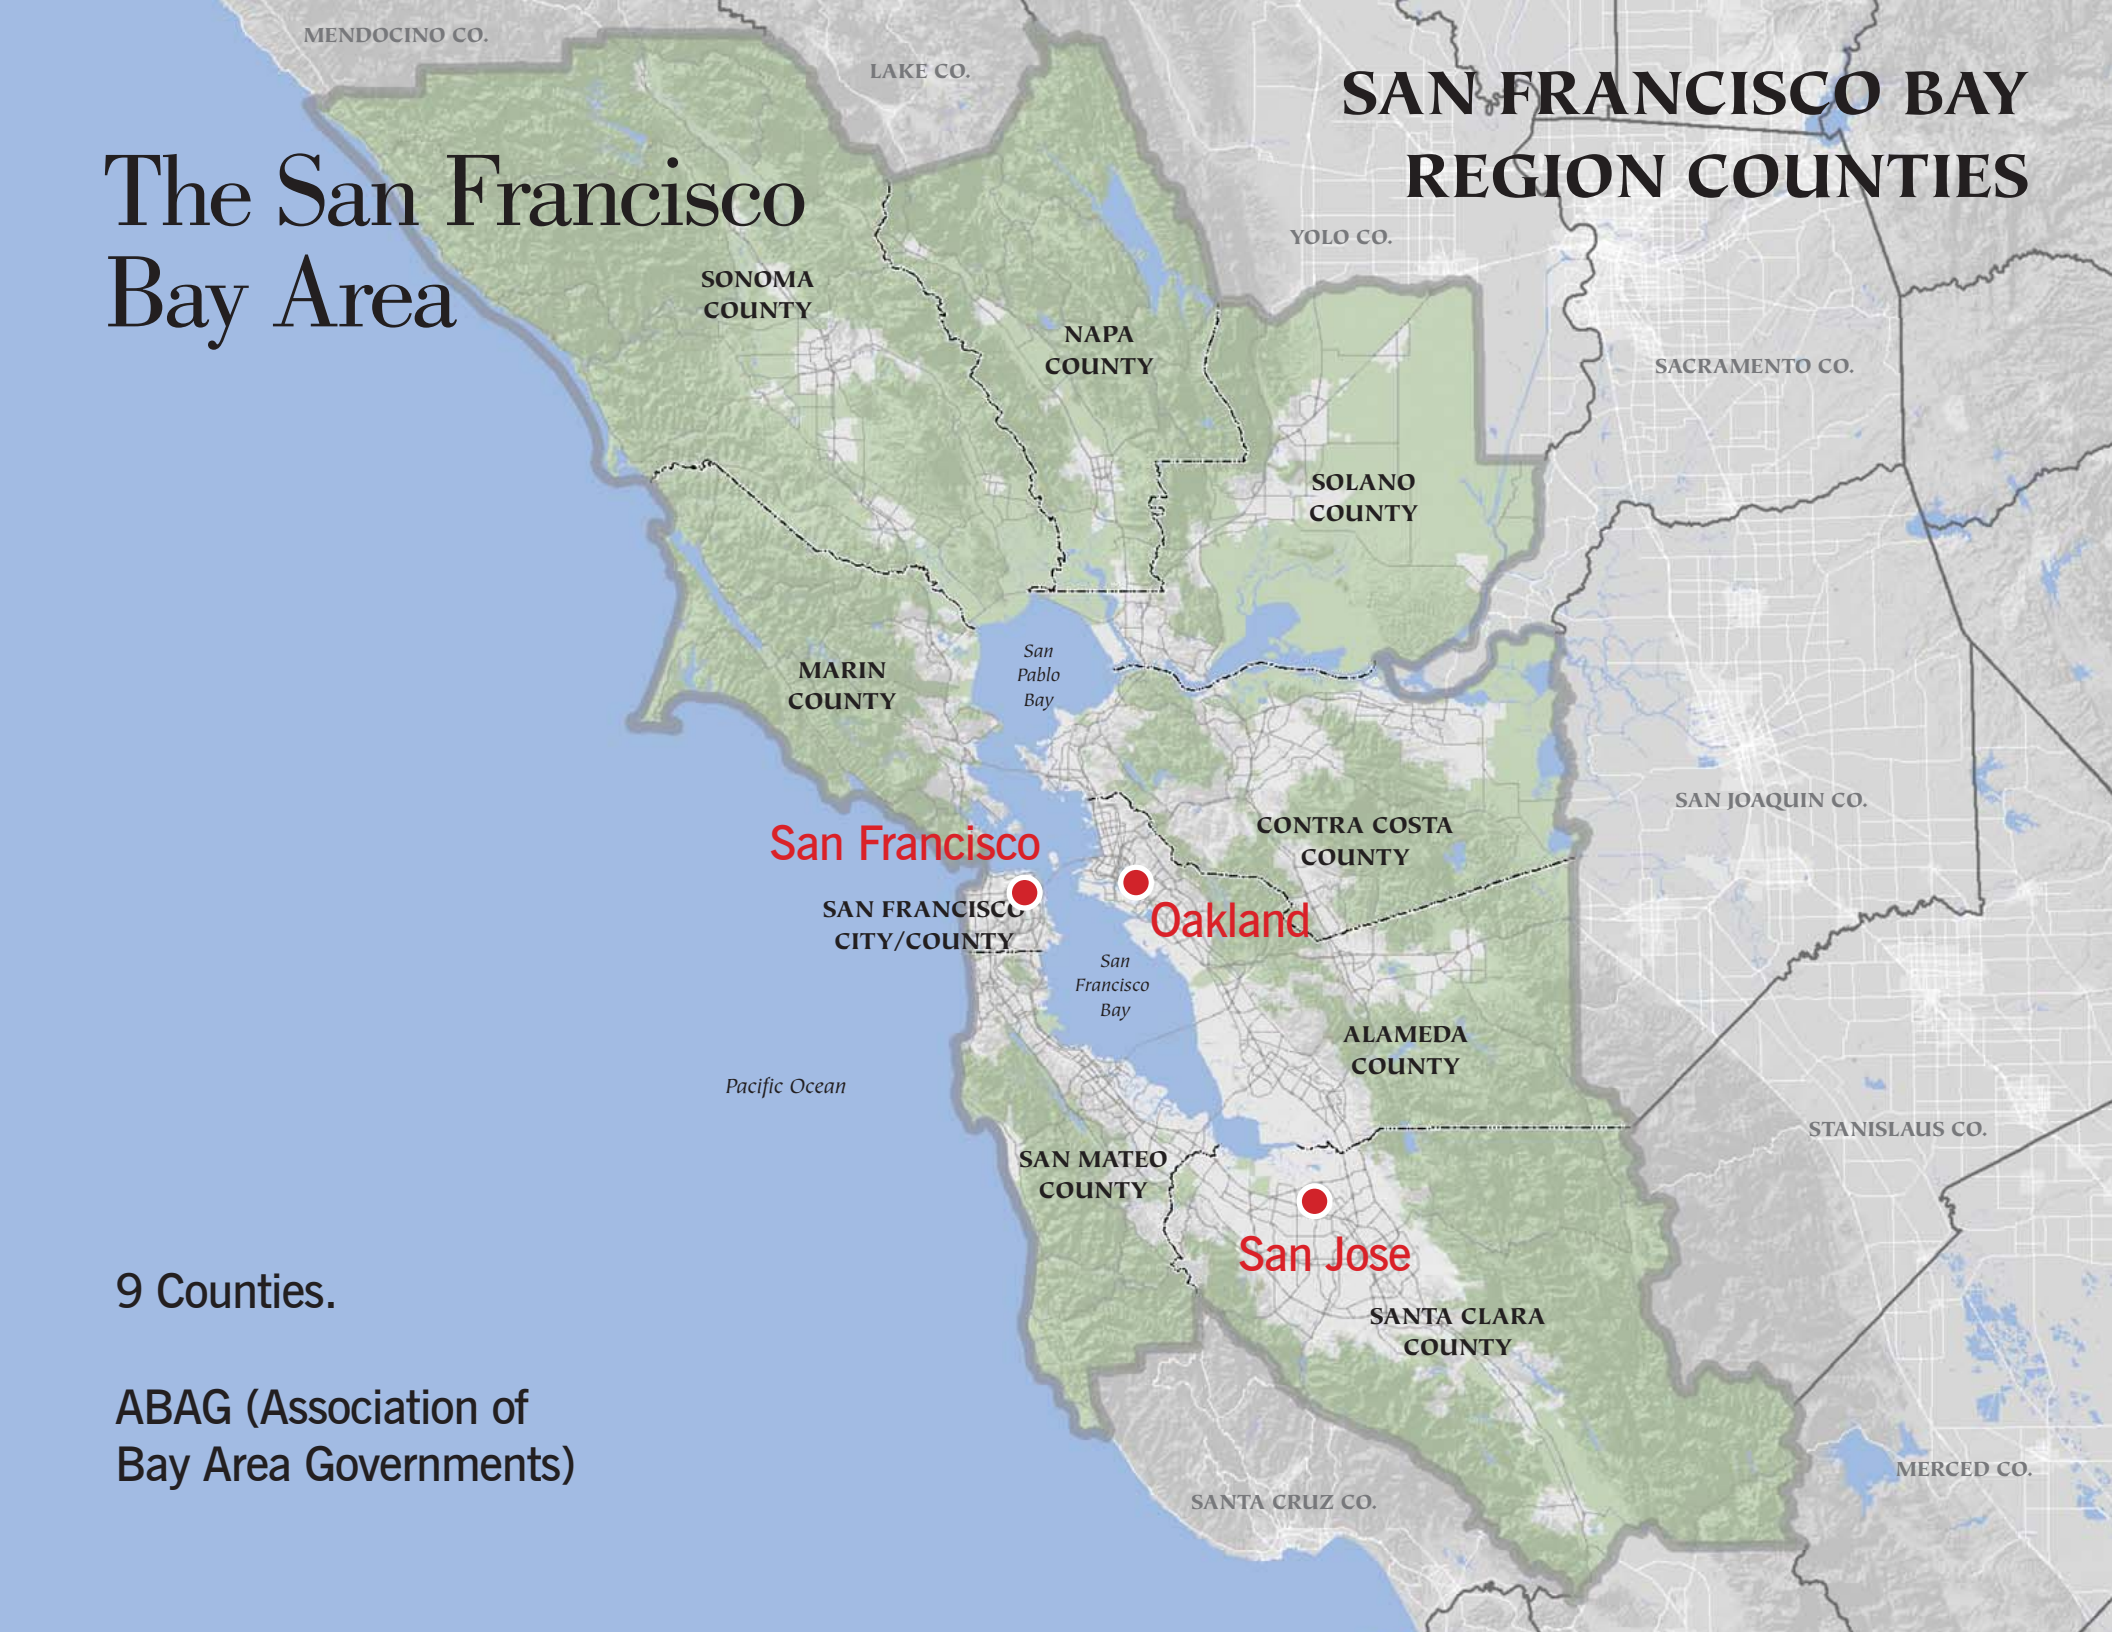 MENDOCINO CO.
LAKE CO.
SAN FRANCISCO BAY
REGION COUNTIES
The San Francisco
Bay Area
YOLO CO.
SONOMA
COUNTY
NAPA
COUNTY
SACRAMENTO CO.
SOLANO
COUNTY
San
Pablo
Bay
MARIN
COUNTY
SAN JOAQUIN CO.
CONTRA COSTA
COUNTY
San Francisco
SAN FRANCISCO
CITY/COUNTY
Oakland
San
Francisco
Bay
ALAMEDA
COUNTY
Pacific Ocean
STANISLAUS CO.
SAN MATEO
COUNTY
San Jose
SANTA CLARA
COUNTY
9 Counties.
ABAG (Association of
Bay Area Governments)
MERCED CO.
SANTA CRUZ CO.